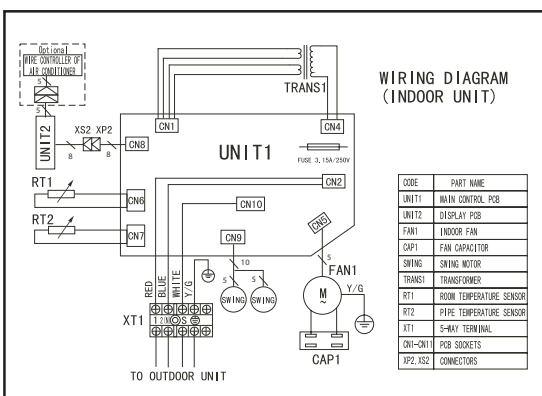 Optional
WIRE CONTROLLER OF
AIR CONDITIONER
5
5
UNIT2
XS2 XP2
8
8
CN8
CN1
TRANS1
CN4
UNIT1
FUSE 3.15A/250V
CN2
CN10
CN5
CN9
RT1
5
CN6
RT2
5
CN7
10
5
5
SWING
SWING
5
FAN1
M
~
Y/G
CAP1
RED
BLUE
WHITE
Y/G
XT1
1 2(N) S
TO OUTDOOR UNIT
WIRING DIAGRAM
(INDOOR UNIT)
CODE PART NAME
UNIT1 MAIN CONTROL PCB
UNIT2 DISPLAY PCB
FAN1 INDOOR FAN
CAP1 FAN CAPACITOR
SWING SWING MOTOR
TRANS1 TRANSFORMER
RT1 ROOM TEMPERATURE SENSOR
RT2 PIPE TEMPERATURE SENSOR
XT1 5-WAY TERMINAL
CN1-CN11 PCB SOCKETS
XP2,XS2 CONNECTORS